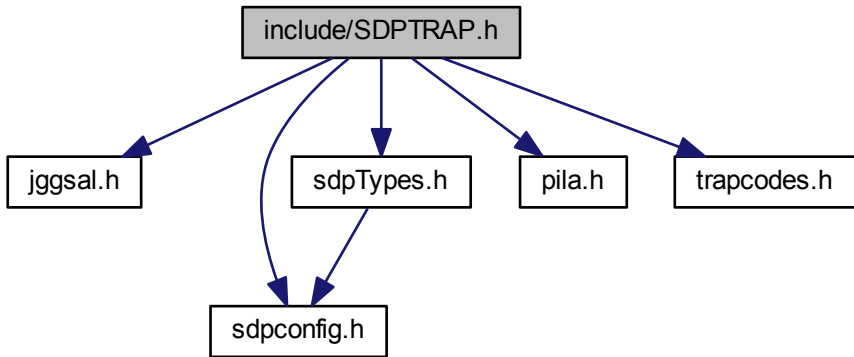 include/SDPTRAP.h
jggsal.h
sdpTypes.h
pila.h
trapcodes.h
sdpconfig.h